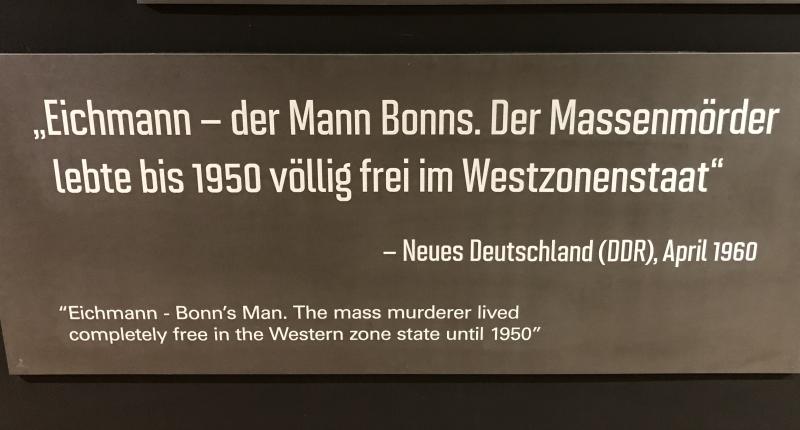 „Eichmann – der Mann Bonns. Der Massenmörder
lebte bis 1950 völlig frei im Westzonenstaat“
– Neues Deutschland (DDR), April 1960
“Eichmann - Bonn’s Man. The mass murderer lived
completely free in the Western zone state until 1950”